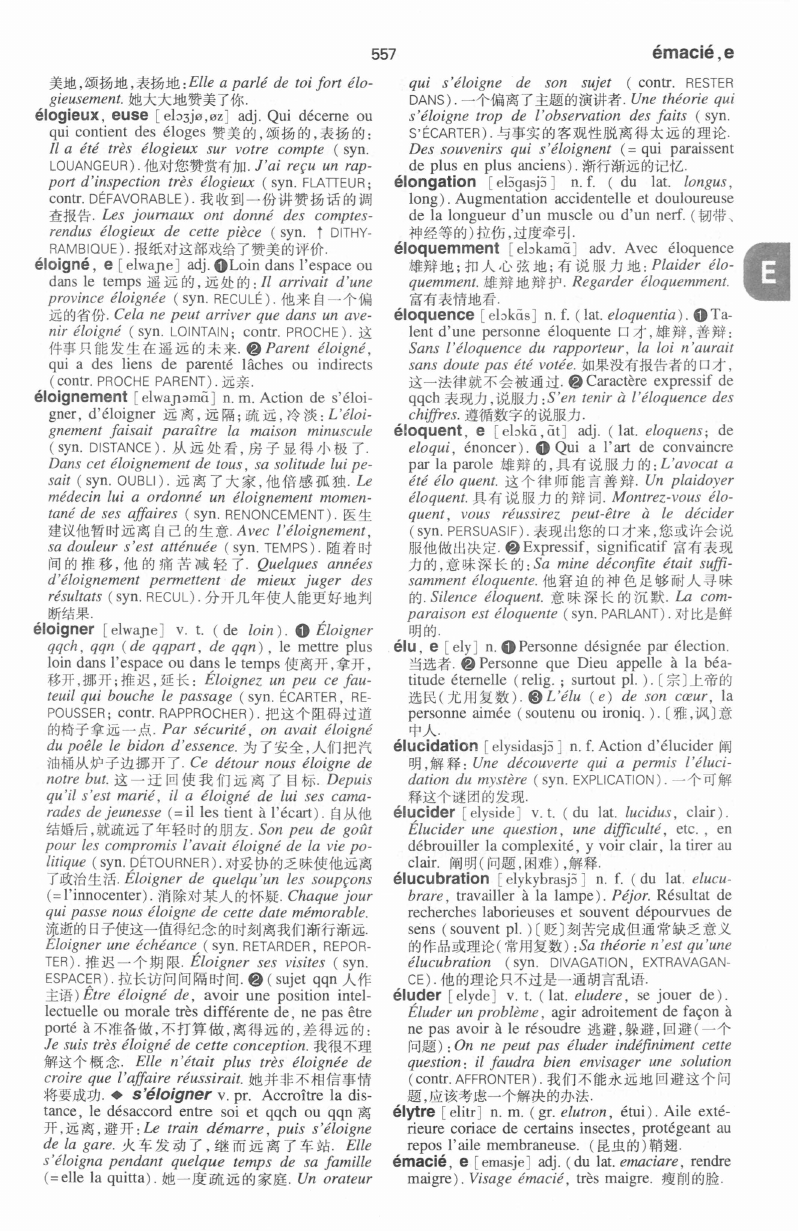 557
émacié, e
美地,颂扬地,表扬地:Elle a parlé de toi fort élo-
gieusement. 她大大地赞美了你.
élogieux, euse [elɔʒjø,øz] adj. Qui décerne ou
qui contient des éloges 赞美的,颂扬的,表扬的:
Il a été très élogieux sur votre compte (syn.
LOUANGEUR). 他对您赞赏有加. J'ai reçu un rap-
port d'inspection très élogieux (syn. FLATTEUR;
contr. DÉFAVORABLE). 我收到一份讲赞扬话的调
查报告. Les journaux ont donné des comptes-
rendus élogieux de cette pièce (syn. ↑ DITHY-
RAMBIQUE). 报纸对这部戏给了赞美的评价.
éloigné, e [elwaɲe] adj. ❶Loin dans l'espace ou
dans le temps 遥远的,远处的:Il arrivait d'une
province éloignée (syn. RECULÉ). 他来自一个偏
远的省份. Cela ne peut arriver que dans un ave-
nir éloigné (syn. LOINTAIN; contr. PROCHE). 这
件事只能发生在遥远的未来. ❷ Parent éloigné,
qui a des liens de parenté lâches ou indirects
(contr. PROCHE PARENT). 远亲.
éloignement [elwaɲəmɑ̃] n. m. Action de s'éloi-
gner, d'éloigner 远离,远隔;疏远,冷淡:L'éloi-
gnement faisait paraître la maison minuscule
(syn. DISTANCE). 从远处看,房子显得小极了.
Dans cet éloignement de tous, sa solitude lui pe-
sait (syn. OUBLI). 远离了大家,他倍感孤独. Le
médecin lui a ordonné un éloignement momen-
tané de ses affaires (syn. RENONCEMENT). 医生
建议他暂时远离自己的生意. Avec l'éloignement,
sa douleur s'est atténuée (syn. TEMPS). 随着时
间的推移,他的痛苦减轻了. Quelques années
d'éloignement permettent de mieux juger des
résultats (syn. RECUL). 分开几年使人能更好地判
断结果.
éloigner [elwaɲe] v. t. (de loin). ❶ Éloigner
qqch, qqn (de qqpart, de qqn), le mettre plus
loin dans l'espace ou dans le temps 使离开,拿开,
移开,挪开;推迟,延长: Éloignez un peu ce fau-
teuil qui bouche le passage (syn. ÉCARTER, RE-
POUSSER; contr. RAPPROCHER). 把这个阻碍过道
的椅子拿远一点. Par sécurité, on avait éloigné
du poêle le bidon d'essence. 为了安全,人们把汽
油桶从炉子边挪开了. Ce détour nous éloigne de
notre but. 这一迂回使我们远离了目标. Depuis
qu'il s'est marié, il a éloigné de lui ses cama-
rades de jeunesse (= il les tient à l'écart). 自从他
结婚后,就疏远了年轻时的朋友. Son peu de goût
pour les compromis l'avait éloigné de la vie po-
litique (syn. DÉTOURNER). 对妥协的乏味使他远离
了政治生活. Éloigner de quelqu'un les soupçons
(=l'innocenter). 消除对某人的怀疑. Chaque jour
qui passe nous éloigne de cette date mémorable.
流逝的日子使这一值得纪念的时刻离我们渐行渐远.
Éloigner une échéance (syn. RETARDER, REPOR-
TER). 推迟一个期限. Éloigner ses visites (syn.
ESPACER). 拉长访问间隔时间. ❷ (sujet qqn 人作
主语) Être éloigné de, avoir une position intel-
lectuelle ou morale très différente de, ne pas être
porté à 不准备做,不打算做,离得远的,差得远的:
Je suis très éloigné de cette conception. 我很不理
解这个概念. Elle n'était plus très éloignée de
croire que l'affaire réussirait. 她并非不相信事情
将要成功. ◆ s'éloigner v. pr. Accroître la dis-
tance, le désaccord entre soi et qqch ou qqn 离
开,远离,避开:Le train démarre, puis s'éloigne
de la gare. 火车发动了,继而远离了车站. Elle
s'éloigna pendant quelque temps de sa famille
(= elle la quitta). 她一度疏远的家庭. Un orateur
qui s'éloigne de son sujet (contr. RESTER
DANS). 一个偏离了主题的演讲者. Une théorie qui
s'éloigne trop de l'observation des faits (syn.
S'ÉCARTER). 与事实的客观性脱离得太远的理论.
Des souvenirs qui s'éloignent (= qui paraissent
de plus en plus anciens). 渐行渐远的记忆.
élongation [elɔ̃gasjɔ̃] n. f. (du lat. longus,
long). Augmentation accidentelle et douloureuse
de la longueur d'un muscle ou d'un nerf. (韧带、
神经等的)拉伤,过度牵引.
éloquemment [elɔkamɑ̃] adv. Avec éloquence
雄辩地;扣人心弦地;有说服力地:Plaider élo-
quemment. 雄辩地辩护. Regarder éloquemment.
富有表情地看.
éloquence [elɔkɑ̃s] n. f. (lat. eloquentia). ❶Ta-
lent d'une personne éloquente 口才,雄辩,善辩:
Sans l'éloquence du rapporteur, la loi n'aurait
sans doute pas été votée. 如果没有报告者的口才,
这一法律就不会被通过. ❷ Caractère expressif de
qqch 表现力,说服力:S'en tenir à l'éloquence des
chiffres. 遵循数字的说服力.
éloquent, e [elɔkɑ̃,ɑ̃t] adj. (lat. eloquens; de
eloqui, énoncer). ❶ Qui a l'art de convaincre
par la parole 雄辩的,具有说服力的:L'avocat a
été élo quent. 这个律师能言善辩. Un plaidoyer
éloquent. 具有说服力的辩词. Montrez-vous élo-
quent, vous réussirez peut-être à le décider
(syn. PERSUASIF). 表现出您的口才来,您或许会说
服他做出决定. ❷Expressif, significatif 富有表现
力的,意味深长的:Sa mine déconfite était suffi-
samment éloquente. 他窘迫的神色足够耐人寻味
的. Silence éloquent. 意味深长的沉默. La com-
paraison est éloquente (syn. PARLANT). 对比是鲜
明的.
élu, e [ely] n. ❶Personne désignée par élection.
当选者. ❷ Personne que Dieu appelle à la béa-
titude éternelle (relig.; surtout pl.). [宗]上帝的
选民(尤用复数). ❸ L'élu (e) de son cœur, la
personne aimée (soutenu ou ironiq.). [雅,讽]意
中人.
élucidation [elysidasjɔ̃] n. f. Action d'élucider 阐
明,解释: Une découverte qui a permis l'éluci-
dation du mystère (syn. EXPLICATION). 一个可解
释这个谜团的发现.
élucider [elyside] v. t. (du lat. lucidus, clair).
Élucider une question, une difficulté, etc., en
débrouiller la complexité, y voir clair, la tirer au
clair. 阐明(问题,困难),解释.
élucubration [elykybrasjɔ̃] n. f. (du lat. elucu-
brare, travailler à la lampe). Péjor. Résultat de
recherches laborieuses et souvent dépourvues de
sens (souvent pl.) [贬]刻苦完成但通常缺乏意义
的作品或理论(常用复数):Sa théorie n'est qu'une
élucubration (syn. DIVAGATION, EXTRAVAGAN-
CE). 他的理论只不过是一通胡言乱语.
éluder [elyde] v. t. (lat. eludere, se jouer de).
Éluder un problème, agir adroitement de façon à
ne pas avoir à le résoudre 逃避,躲避,回避(一个
问题):On ne peut pas éluder indéfiniment cette
question: il faudra bien envisager une solution
(contr. AFFRONTER). 我们不能永远地回避这个问
题,应该考虑一个解决的办法.
élytre [elitr] n. m. (gr. elutron, étui). Aile exté-
rieure coriace de certains insectes, protégeant au
repos l'aile membraneuse. (昆虫的)鞘翅.
émacié, e [emasje] adj. (du lat. emaciare, rendre
maigre). Visage émacié, très maigre. 瘦削的脸.
E